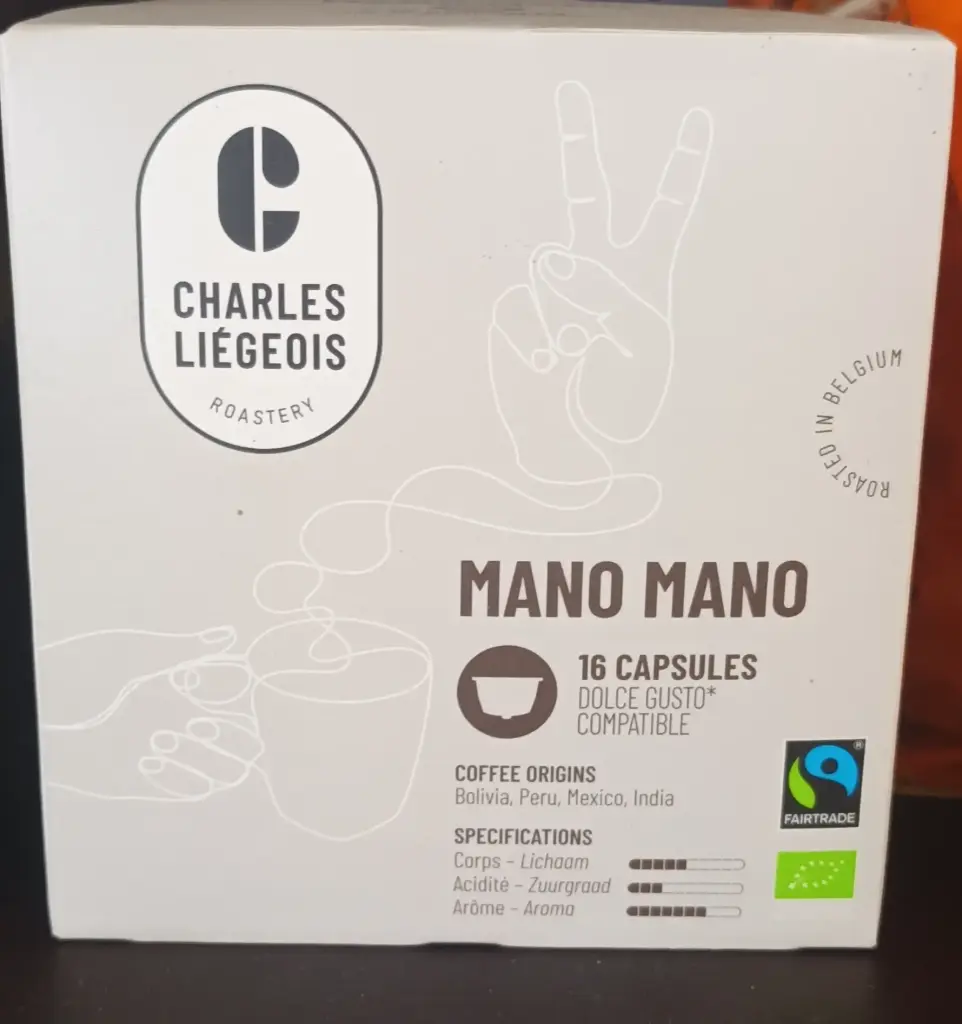 CHARLES
LIÉGEOIS
ROASTERY
ROASTED IN BELGIUM
MANO MANO
16 CAPSULES
DOLCE GUSTO*
COMPATIBLE
COFFEE ORIGINS
Bolivia, Peru, Mexico, India
SPECIFICATIONS
Corps – Lichaam
Acidité – Zuurgraad
Arôme – Aroma
®
FAIRTRADE